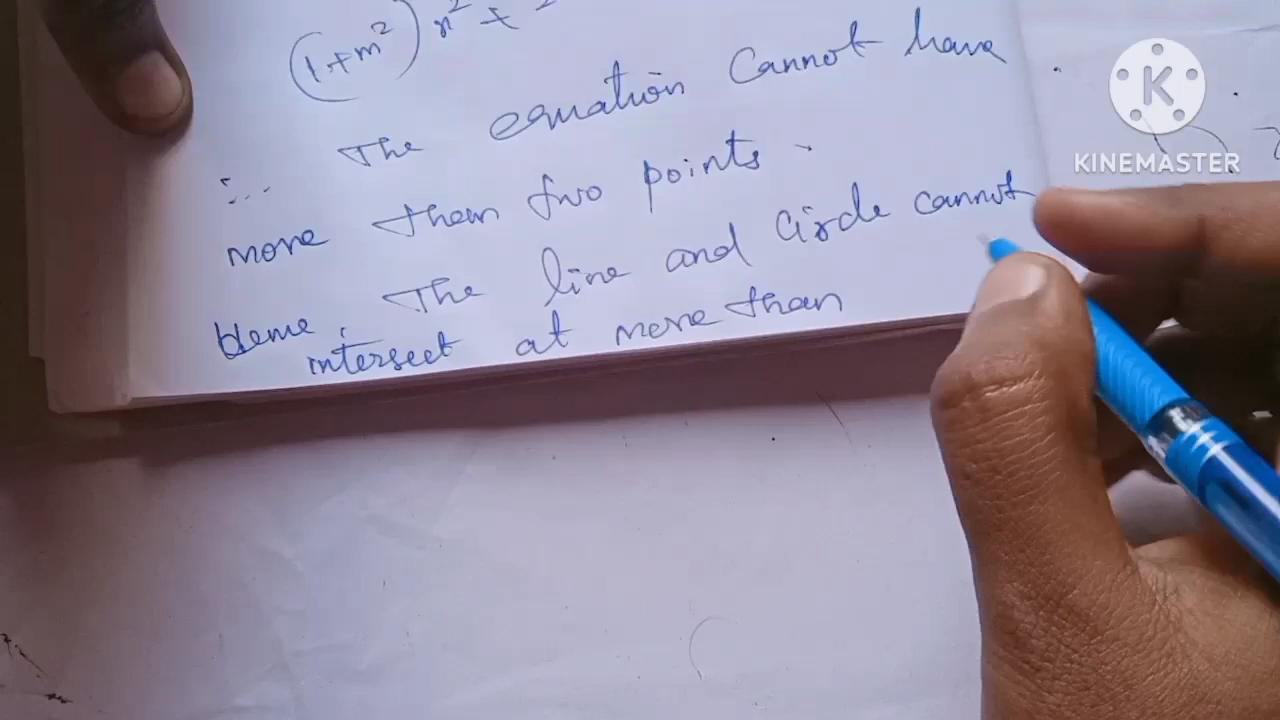 (1+m²)x² +
∴ The equation cannot have
more than two points.
Hence, The line and Circle cannot
intersect at more than
K
KINEMASTER